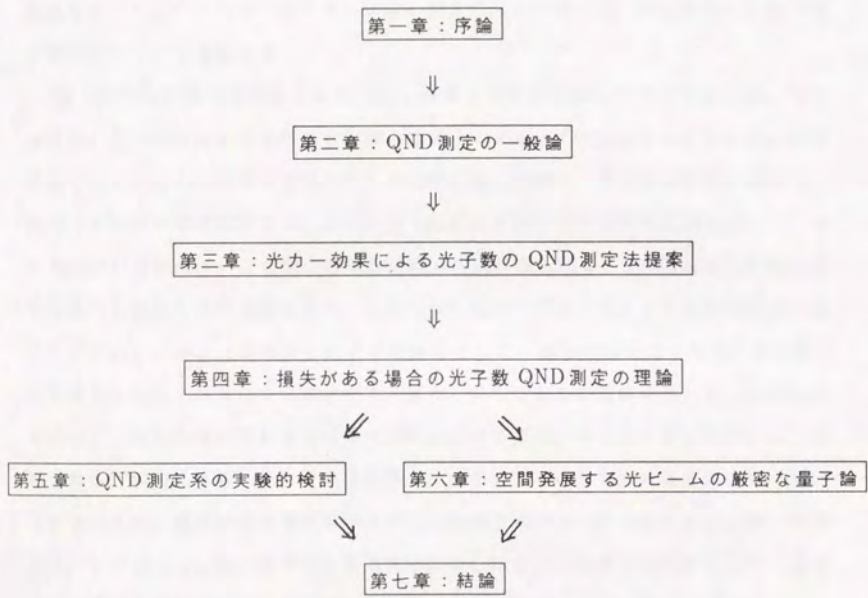 第一章：序論
⇓
第二章：QND測定の一般論
⇓
第三章：光カー効果による光子数のQND測定法提案
⇓
第四章：損失がある場合の光子数QND測定の理論
第五章：QND測定系の実験的検討
第六章：空間発展する光ビームの厳密な量子論
第七章：結論